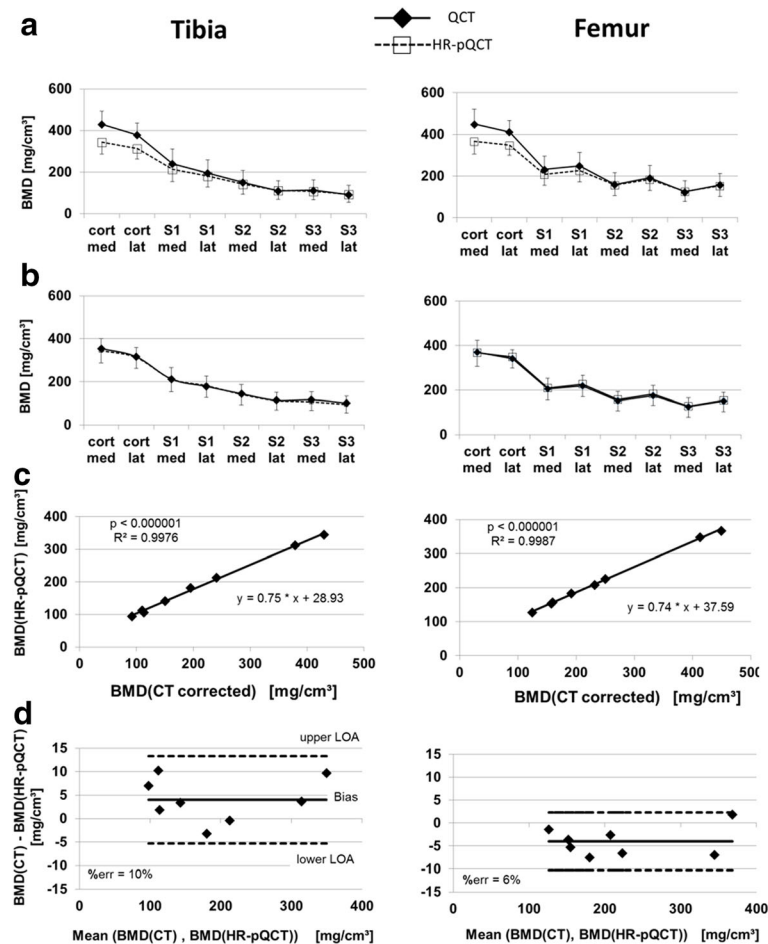 a
Tibia
QCT
HR-pQCT
Femur
BMD [mg/cm³]
600
400
200
0
cort med
cort lat
S1 med
S1 lat
S2 med
S2 lat
S3 med
S3 lat
600
400
200
0
cort med
cort lat
S1 med
S1 lat
S2 med
S2 lat
S3 med
S3 lat
b
BMD [mg/cm³]
600
400
200
0
cort med
cort lat
S1 med
S1 lat
S2 med
S2 lat
S3 med
S3 lat
600
400
200
0
cort med
cort lat
S1 med
S1 lat
S2 med
S2 lat
S3 med
S3 lat
c
BMD(HR-pQCT) [mg/cm³]
400
300
200
100
0
p < 0.000001
R² = 0.9976
y = 0.75 * x + 28.93
0 100 200 300 400 500
BMD(CT corrected) [mg/cm³]
400
300
200
100
0
p < 0.000001
R² = 0.9987
y = 0.74 * x + 37.59
0 100 200 300 400 500
BMD(CT corrected) [mg/cm³]
d
BMD(CT) - BMD(HR-pQCT)
[mg/cm³]
15
10
5
0
-5
-10
-15
upper LOA
Bias
lower LOA
%err = 10%
0 100 200 300 400
Mean (BMD(CT) , BMD(HR-pQCT)) [mg/cm³]
15
10
5
0
-5
-10
-15
%err = 6%
0 100 200 300 400
Mean (BMD(CT), BMD(HR-pQCT)) [mg/cm³]